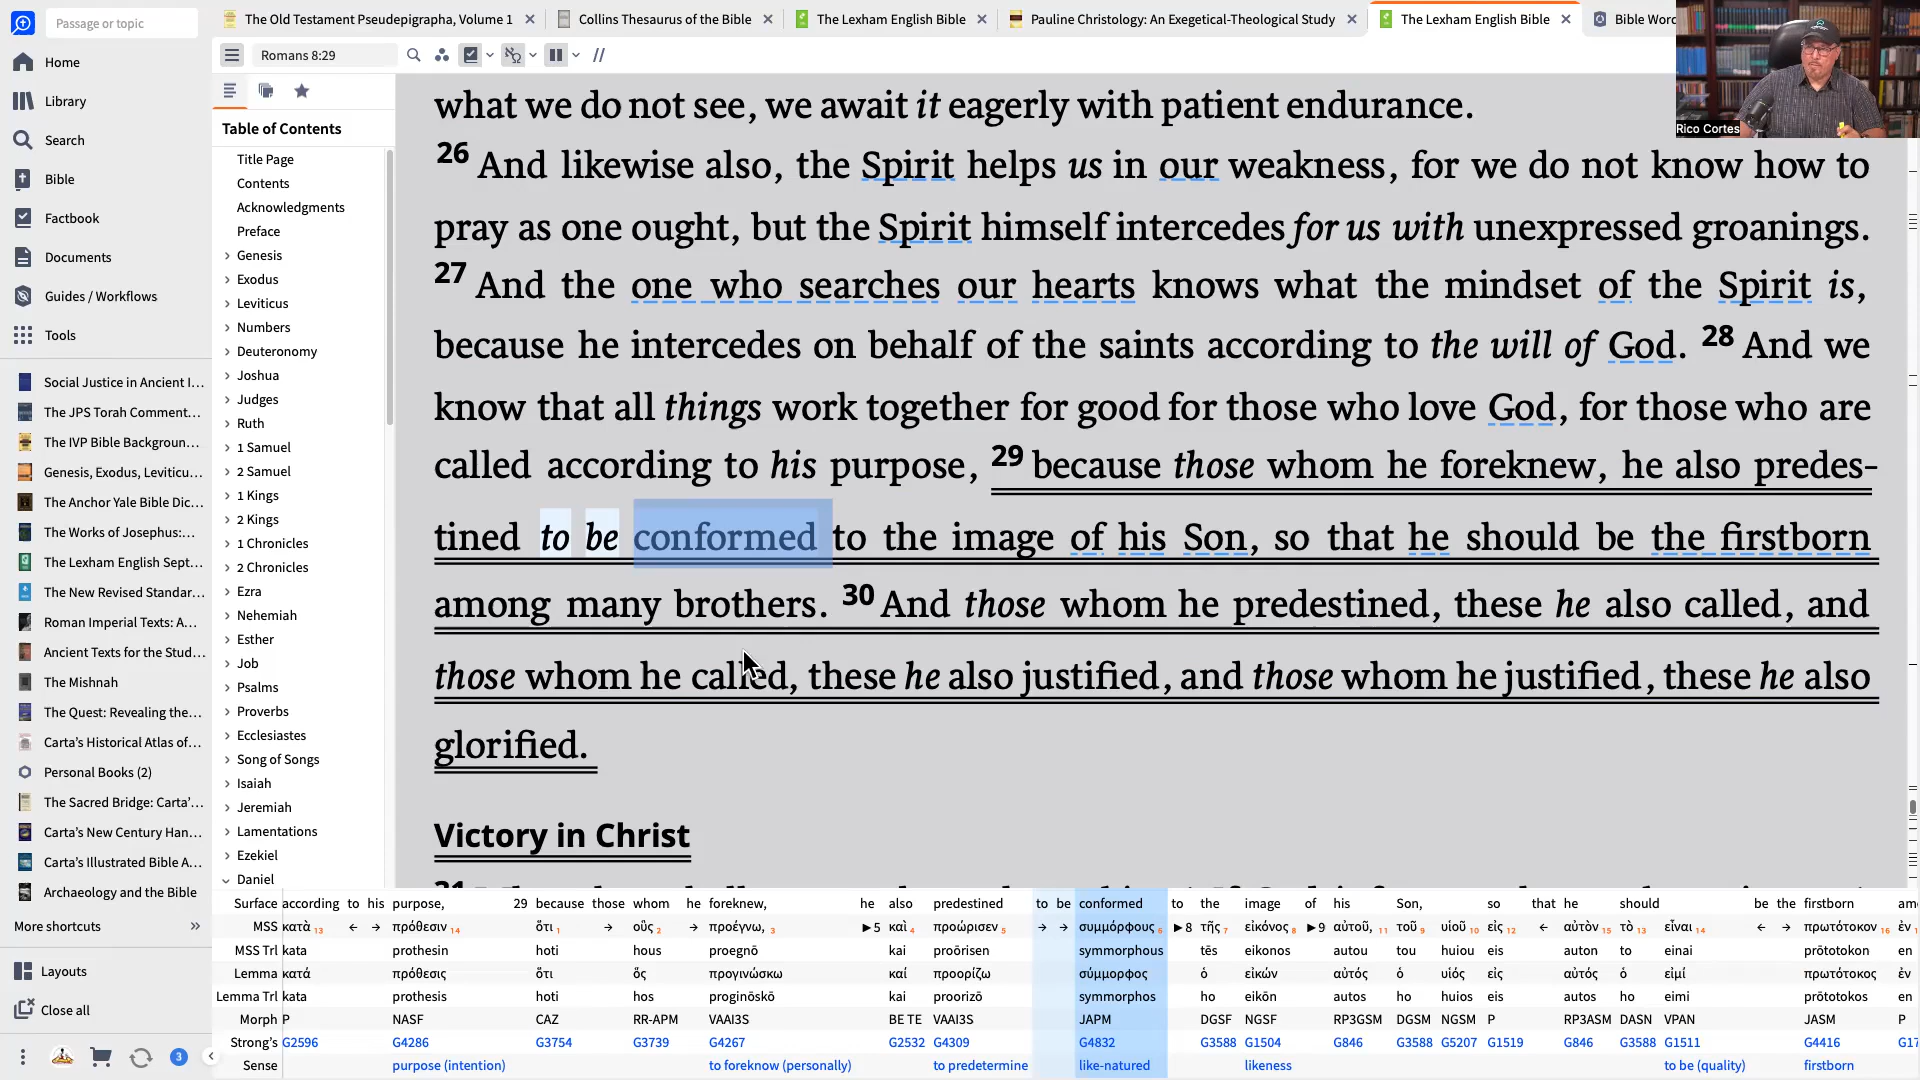 The Old Testament Pseudepigrapha, Volume 1
Collins Thesaurus of the Bible
The Lexham English Bible
Pauline Christology: An Exegetical-Theological Study
The Lexham English Bible
Bible Worc
Passage or topic
Romans 8:29
Rico Cortes
Home
Library
Search
Bible
Factbook
Documents
Guides / Workflows
Tools
Social Justice in Ancient I…
The JPS Torah Comment…
The IVP Bible Backgroun…
Genesis, Exodus, Leviticu…
The Anchor Yale Bible Dic…
The Works of Josephus:…
The Lexham English Sept…
The New Revised Standar…
Roman Imperial Texts: A…
Ancient Texts for the Stud…
The Mishnah
The Quest: Revealing the…
Carta's Historical Atlas of…
Personal Books (2)
The Sacred Bridge: Carta'…
Carta's New Century Han…
Carta's Illustrated Bible A…
Archaeology and the Bible
More shortcuts
Layouts
Close all
3
Table of Contents
Title Page
Contents
Acknowledgments
Preface
Genesis
Exodus
Leviticus
Numbers
Deuteronomy
Joshua
Judges
Ruth
1 Samuel
2 Samuel
1 Kings
2 Kings
1 Chronicles
2 Chronicles
Ezra
Nehemiah
Esther
Job
Psalms
Proverbs
Ecclesiastes
Song of Songs
Isaiah
Jeremiah
Lamentations
Ezekiel
Daniel
what we do not see, we await it eagerly with patient endurance.
26 And likewise also, the Spirit helps us in our weakness, for we do not know how to
pray as one ought, but the Spirit himself intercedes for us with unexpressed groanings.
27 And the one who searches our hearts knows what the mindset of the Spirit is,
because he intercedes on behalf of the saints according to the will of God. 28 And we
know that all things work together for good for those who love God, for those who are
called according to his purpose, 29 because those whom he foreknew, he also predes-
tined to be conformed to the image of his Son, so that he should be the firstborn
among many brothers. 30 And those whom he predestined, these he also called, and
those whom he called, these he also justified, and those whom he justified, these he also
glorified.
Victory in Christ
Surface according to his purpose, 29 because those whom he foreknew, he also predestined to be conformed to the image of his Son, so that he should be the firstborn am
MSS κατὰ 13 ← → πρόθεσιν 14 ὅτι 1 → οὓς 2 → προέγνω, 3 ▶5 καὶ 4 προώρισεν 5 → → συμμόρφους 6 ▶8 τῆς 7 εἰκόνος 8 ▶9 αὐτοῦ, 11 τοῦ 9 υἱοῦ 10 εἰς 12 ← αὐτὸν 15 τὸ 13 εἶναι 14 ← → πρωτότοκον 16 ἐν
MSS Trl kata prothesin hoti hous proegnō kai proōrisen symmorphous tēs eikonos autou tou huiou eis auton to einai prōtotokon en
Lemma κατά πρόθεσις ὅτι ὅς προγινώσκω καί προορίζω σύμμορφος ὁ εἰκών αὐτός ὁ υἱός εἰς αὐτός ὁ εἰμί πρωτότοκος ἐν
Lemma Trl kata prothesis hoti hos proginōskō kai proorizō symmorphos ho eikōn autos ho huios eis autos ho eimi prōtotokos en
Morph P NASF CAZ RR-APM VAAI3S BE TE VAAI3S JAPM DGSF NGSF RP3GSM DGSM NGSM P RP3ASM DASN VPAN JASM P
Strong's G2596 G4286 G3754 G3739 G4267 G2532 G4309 G4832 G3588 G1504 G846 G3588 G5207 G1519 G846 G3588 G1511 G4416 G17
Sense purpose (intention) to foreknow (personally) to predetermine like-natured likeness to be (quality) firstborn